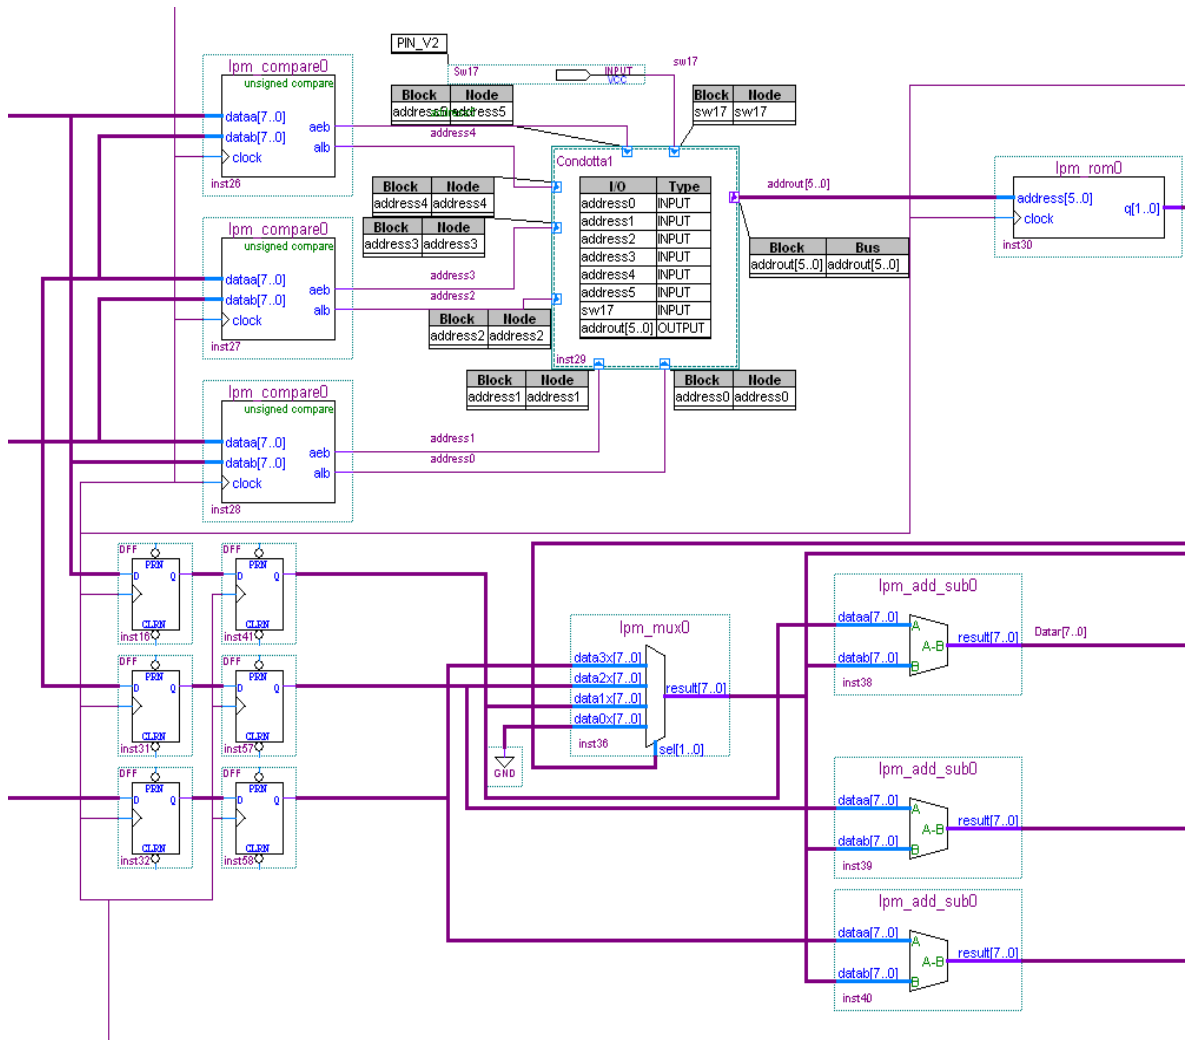 PIN_V2
Sw17
INPUT
VCC
sw17
Block Node
address5 address5
Block Node
sw17 sw17
lpm_compare0
unsigned compare
dataa[7..0]
datab[7..0]
clock
aeb
alb
inst26
address4
Block Node
address4 address4
Block Node
address3 address3
lpm_compare0
unsigned compare
dataa[7..0]
datab[7..0]
clock
aeb
alb
inst27
address3
address2
Block Node
address2 address2
Condotta1
I/O Type
address0 INPUT
address1 INPUT
address2 INPUT
address3 INPUT
address4 INPUT
address5 INPUT
sw17 INPUT
addrout[5..0] OUTPUT
inst29
addrout[5..0]
Block Bus
addrout[5..0] addrout[5..0]
lpm_rom0
address[5..0]
clock
q[1..0]
inst30
Block Node
address1 address1
Block Node
address0 address0
lpm_compare0
unsigned compare
dataa[7..0]
datab[7..0]
clock
aeb
alb
inst28
address1
address0
DFF
PRN
D Q
CLRN
inst16
DFF
PRN
D Q
CLRN
inst41
DFF
PRN
D Q
CLRN
inst31
DFF
PRN
D Q
CLRN
inst57
DFF
PRN
D Q
CLRN
inst32
DFF
PRN
D Q
CLRN
inst58
lpm_mux0
data3x[7..0]
data2x[7..0]
data1x[7..0]
data0x[7..0]
result[7..0]
sel[1..0]
inst36
GND
lpm_add_sub0
dataa[7..0]
datab[7..0]
A
B
A-B
result[7..0]
inst38
Datar[7..0]
lpm_add_sub0
dataa[7..0]
datab[7..0]
A
B
A-B
result[7..0]
inst39
lpm_add_sub0
dataa[7..0]
datab[7..0]
A
B
A-B
result[7..0]
inst40